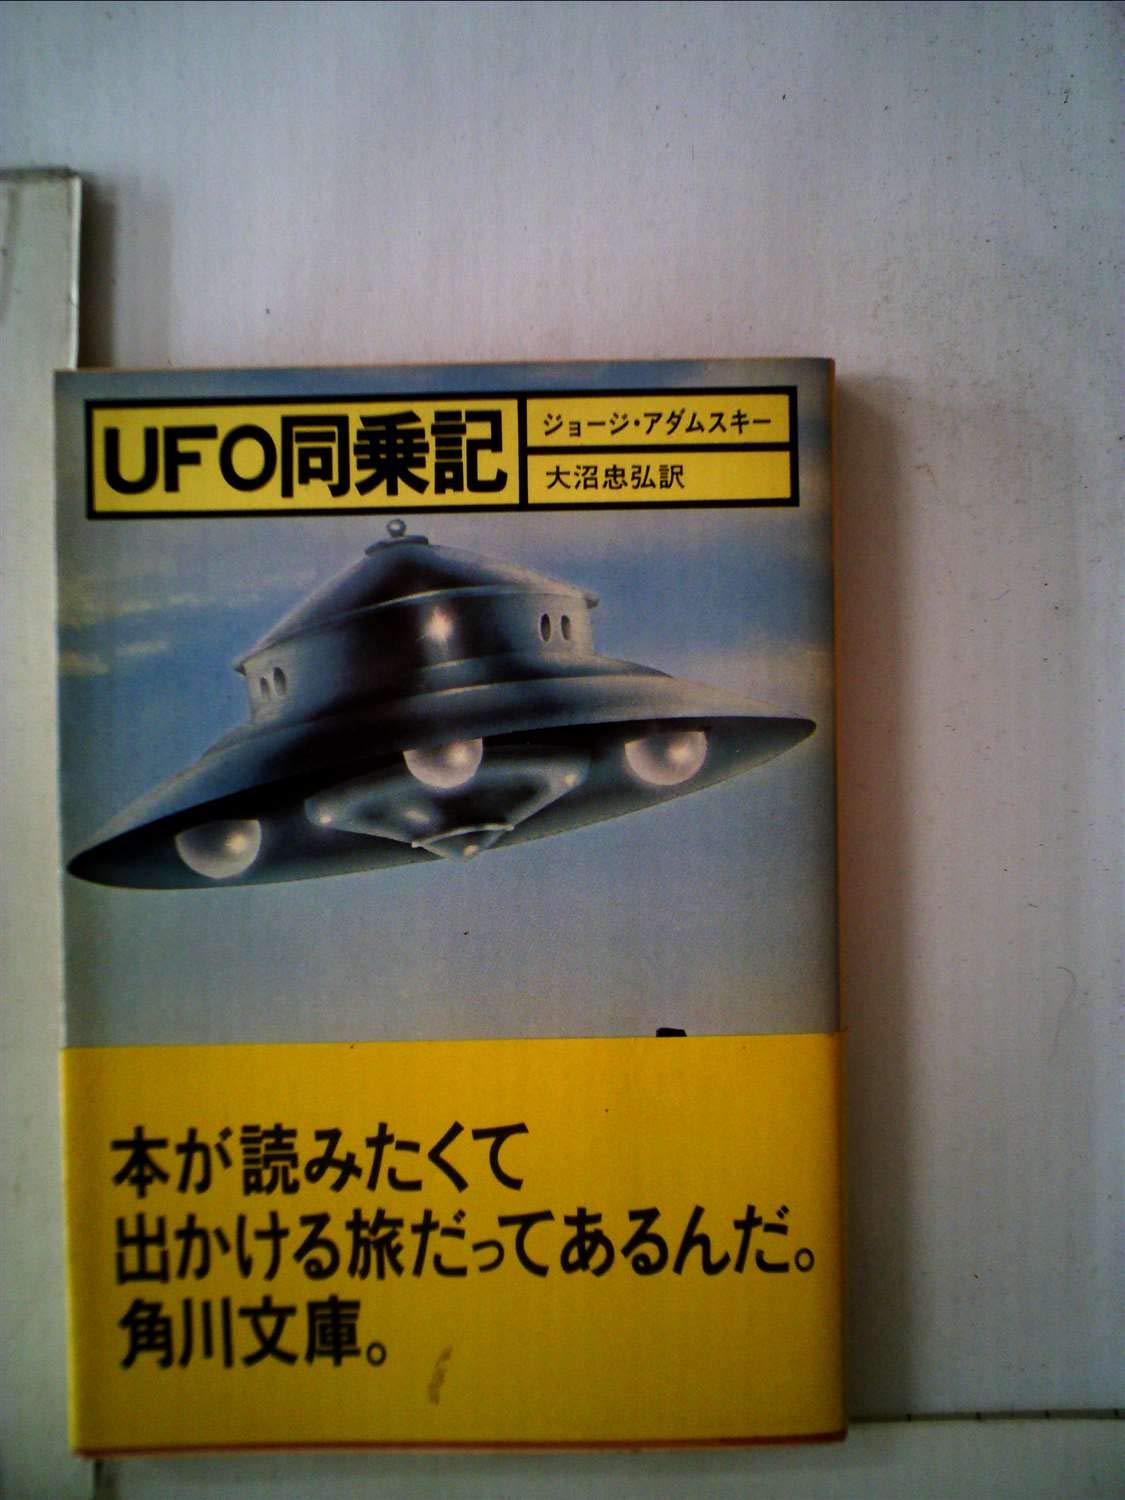 UFO同乗記
ジョージ・アダムスキー
大沼忠弘訳
本が読みたくて
出かける旅だってあるんだ。
角川文庫。